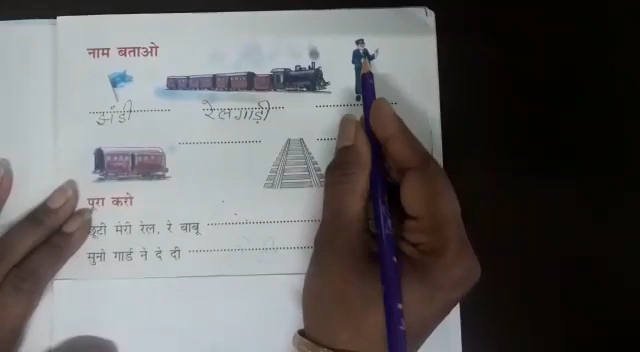 नाम बताओ
झंडी रेलगाड़ी
पूरा करो
छूटी मेरी रेल, रे बाबू
सुनो गार्ड ने दे दी